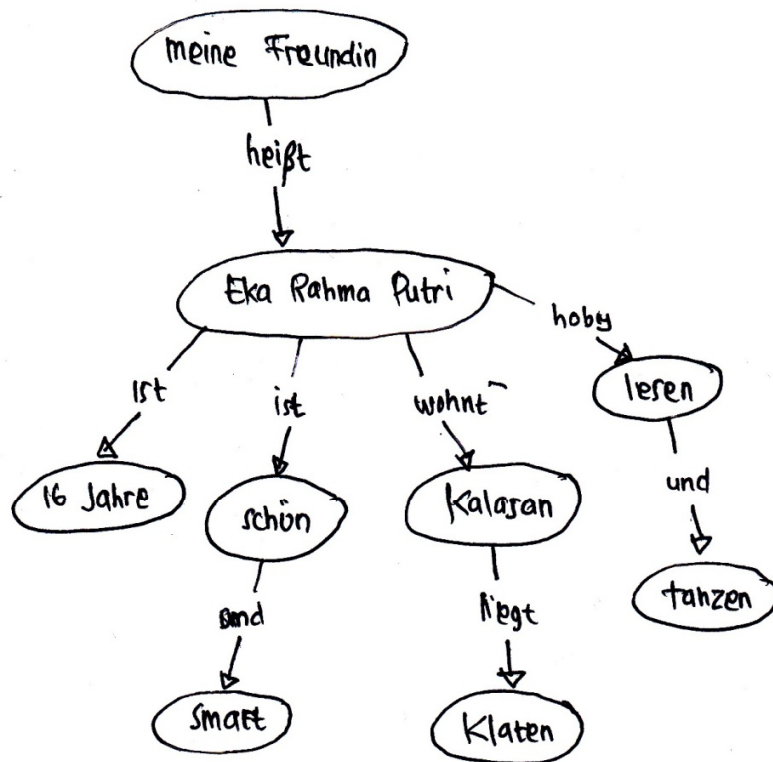 meine Freundin
heißt
Eka Rahma Putri
hoby
ist
ist
wohnt
lesen
16 Jahre
schön
Kalasan
und
und
liegt
tanzen
smart
Klaten